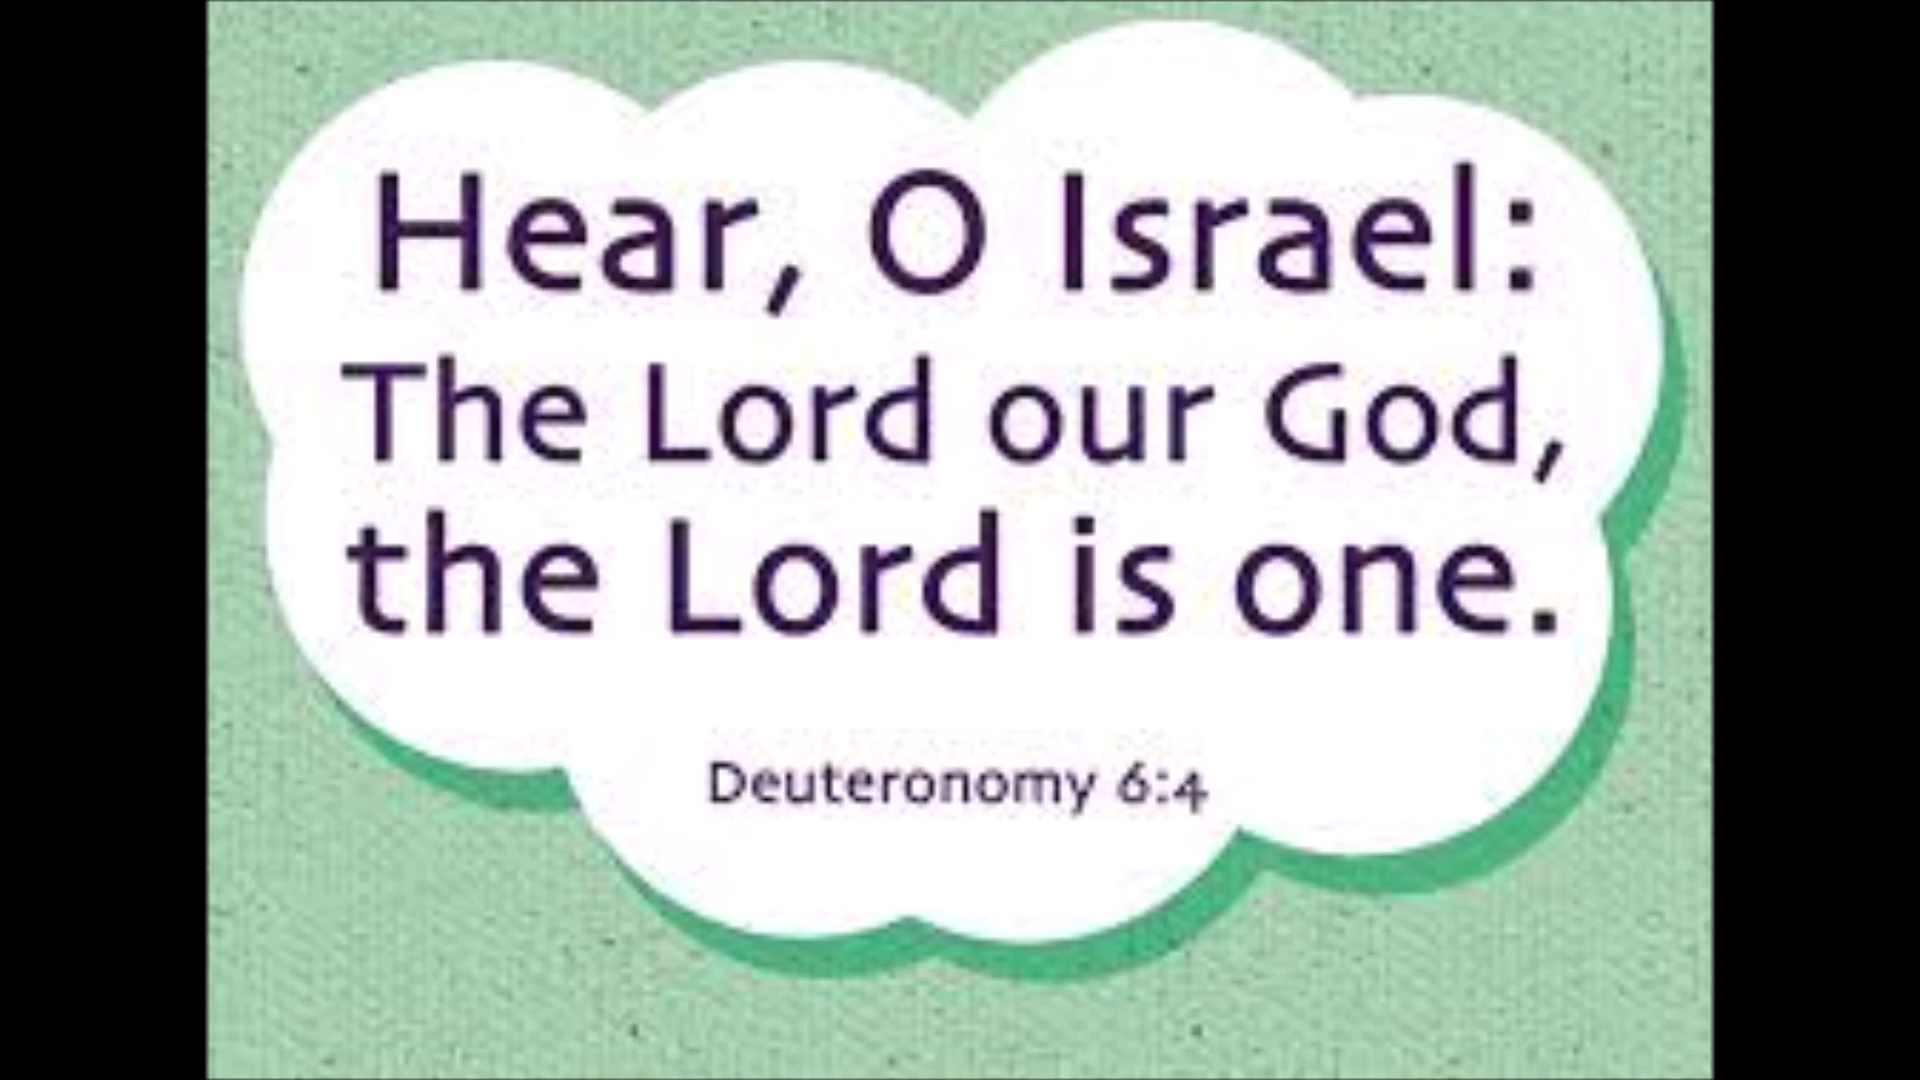 Hear, O Israel:
The Lord our God,
the Lord is one.
Deuteronomy 6:4